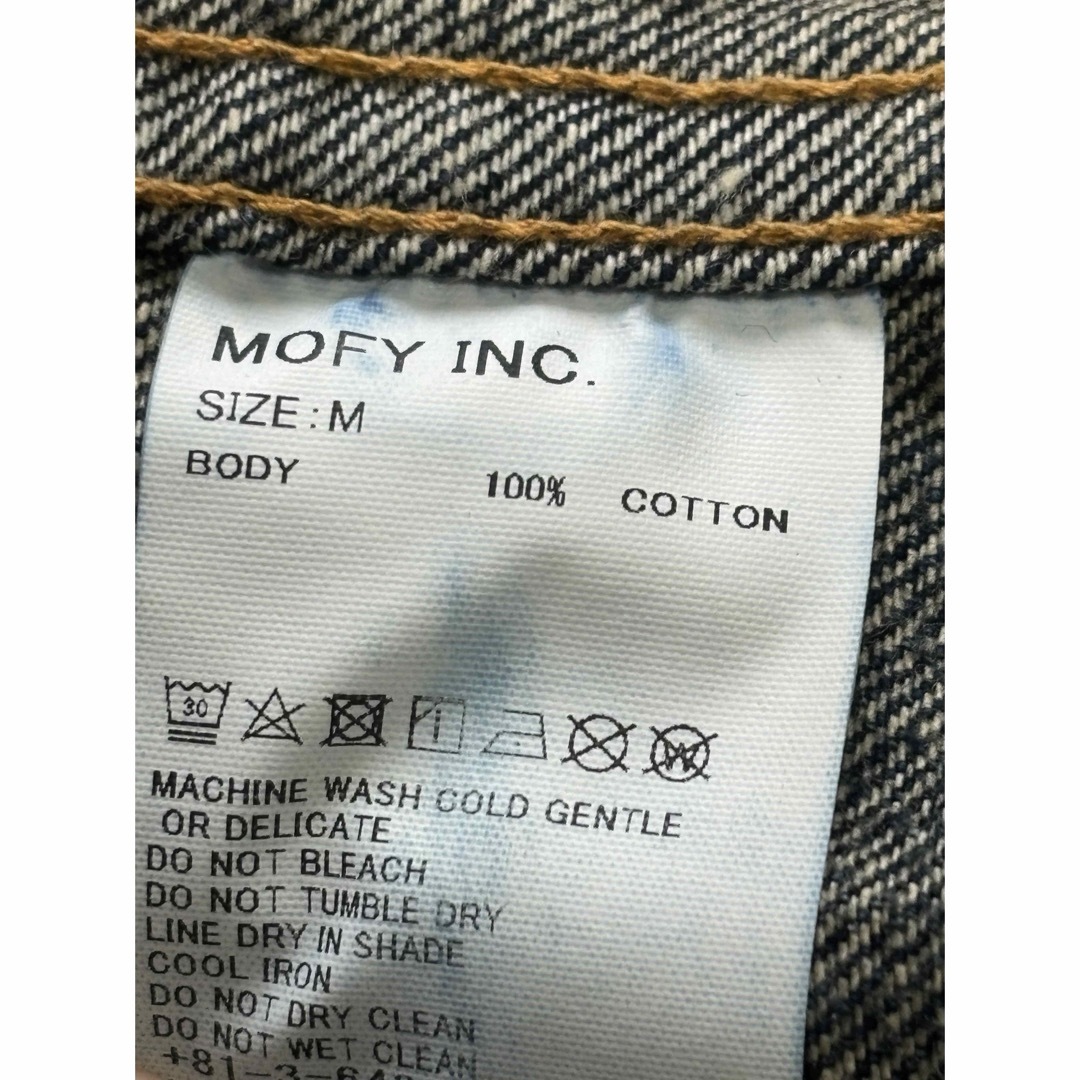 MOFY INC.
SIZE:M
BODY 100% COTTON
30
W
MACHINE WASH COLD GENTLE
OR DELICATE
DO NOT BLEACH
DO NOT TUMBLE DRY
LINE DRY IN SHADE
COOL IRON
DO NOT DRY CLEAN
DO NOT WET CLEAN